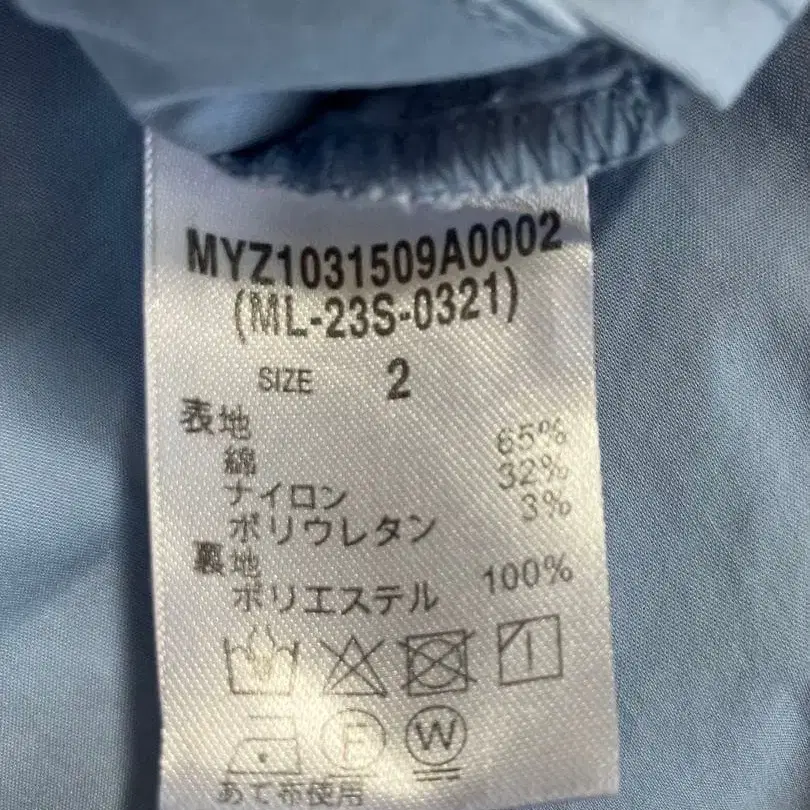 MYZ1031509A0002
(ML-23S-0321)
SIZE 2
表地
綿 65%
ナイロン 32%
ポリウレタン 3%
裏地
ポリエステル 100%
F W
あて布使用